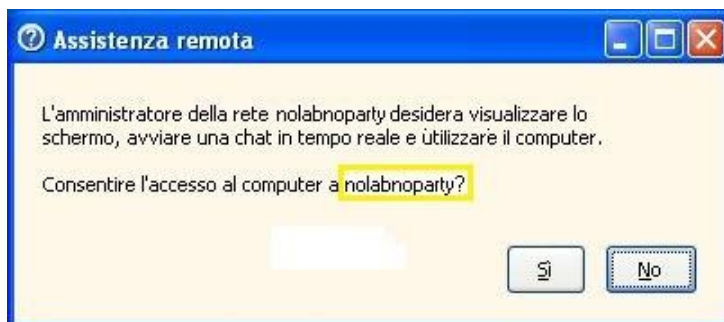 Assistenza remota
L'amministratore della rete nolabnoparty desidera visualizzare lo
schermo, avviare una chat in tempo reale e utilizzare il computer.
Consentire l'accesso al computer a nolabnoparty?
Sì
No